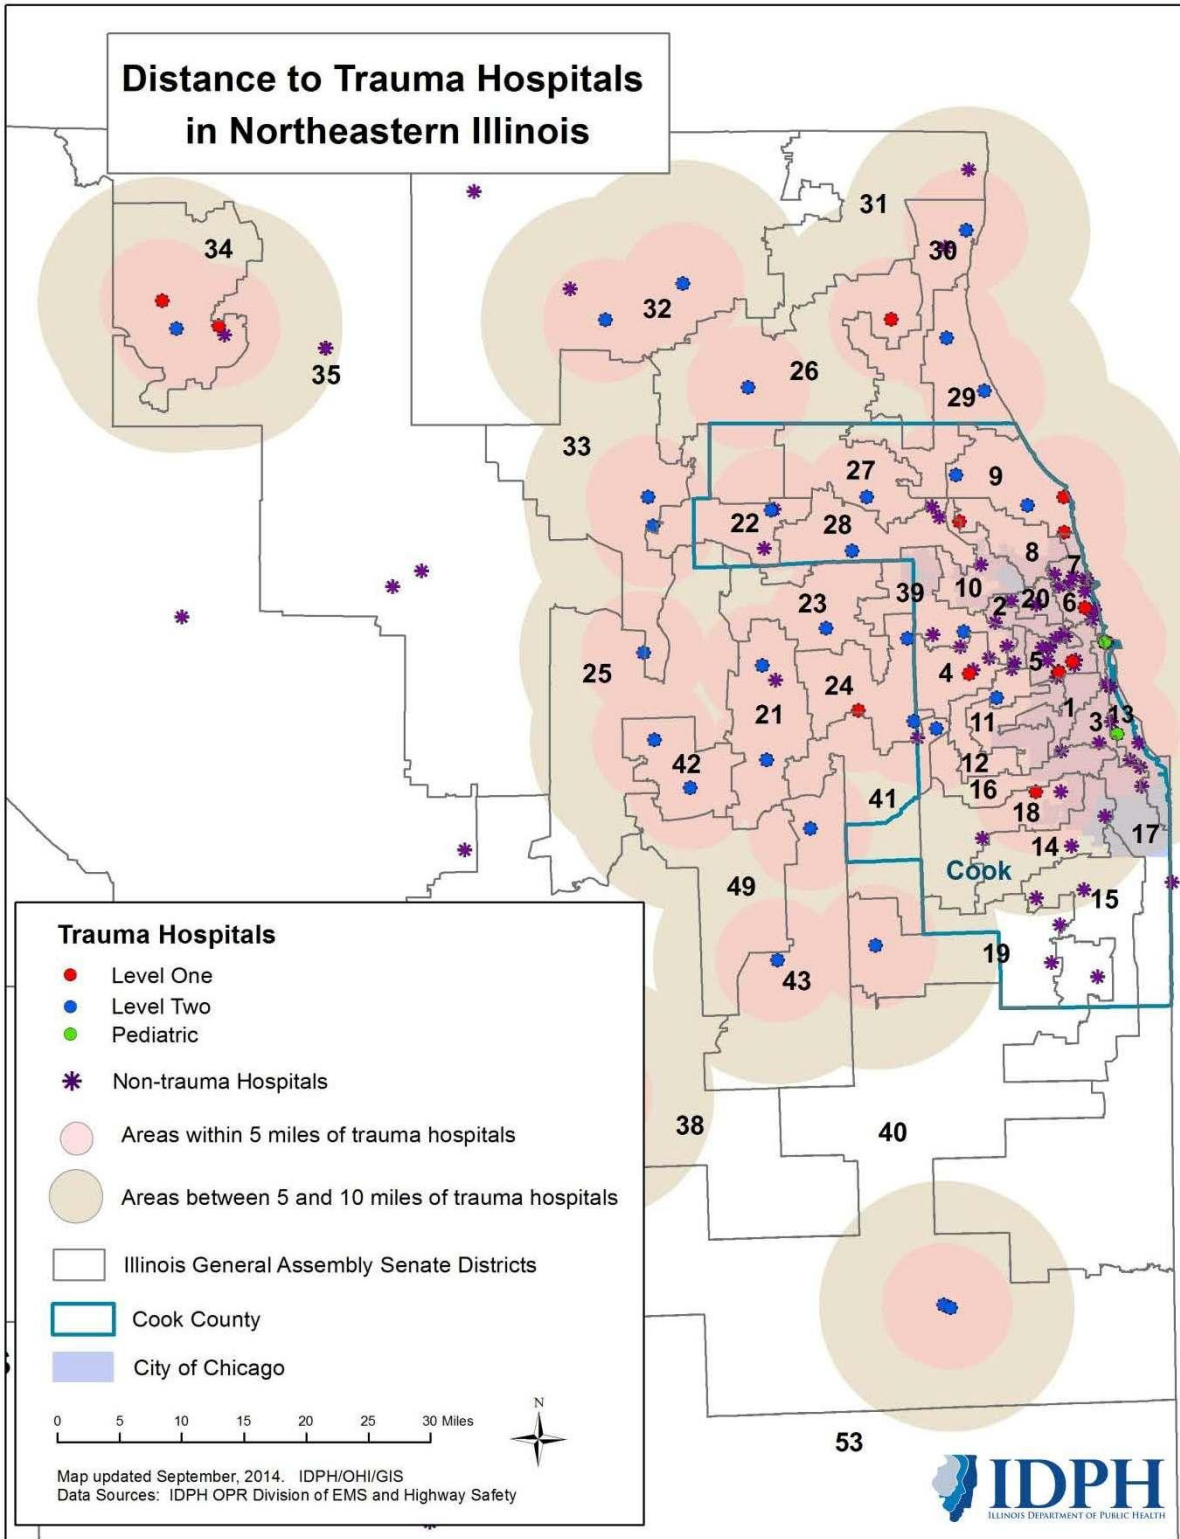 Distance to Trauma Hospitals
in Northeastern Illinois
31
34
30
32
35
26
29
33
27
9
22
28
8
7
10
39
2
20
6
23
25
4
5
24
21
1
11
3
13
42
12
16
41
18
17
14
Cook
49
15
19
43
38
40
53
Trauma Hospitals
Level One
Level Two
Pediatric
Non-trauma Hospitals
Areas within 5 miles of trauma hospitals
Areas between 5 and 10 miles of trauma hospitals
Illinois General Assembly Senate Districts
Cook County
City of Chicago
N
0 5 10 15 20 25 30 Miles
Map updated September, 2014. IDPH/OHI/GIS
Data Sources: IDPH OPR Division of EMS and Highway Safety
IDPH
ILLINOIS DEPARTMENT OF PUBLIC HEALTH